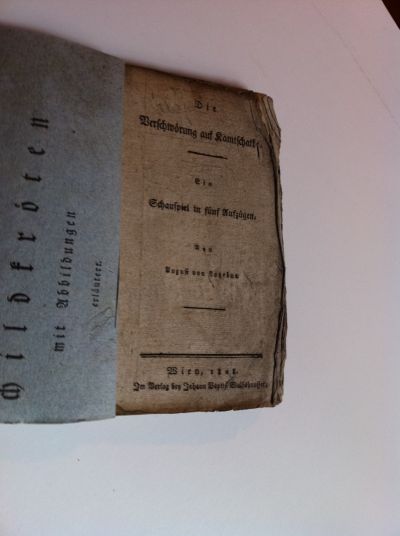 Die
Verschwörung auf Kamtschatka.
Ein
Schauspiel in fünf Aufzügen.
Von
August von Kotzebue
Wien,
Im Verlag bey Johann Baptist Wallishausser.
Schildkröten
mit Abbildungen
erläutert.